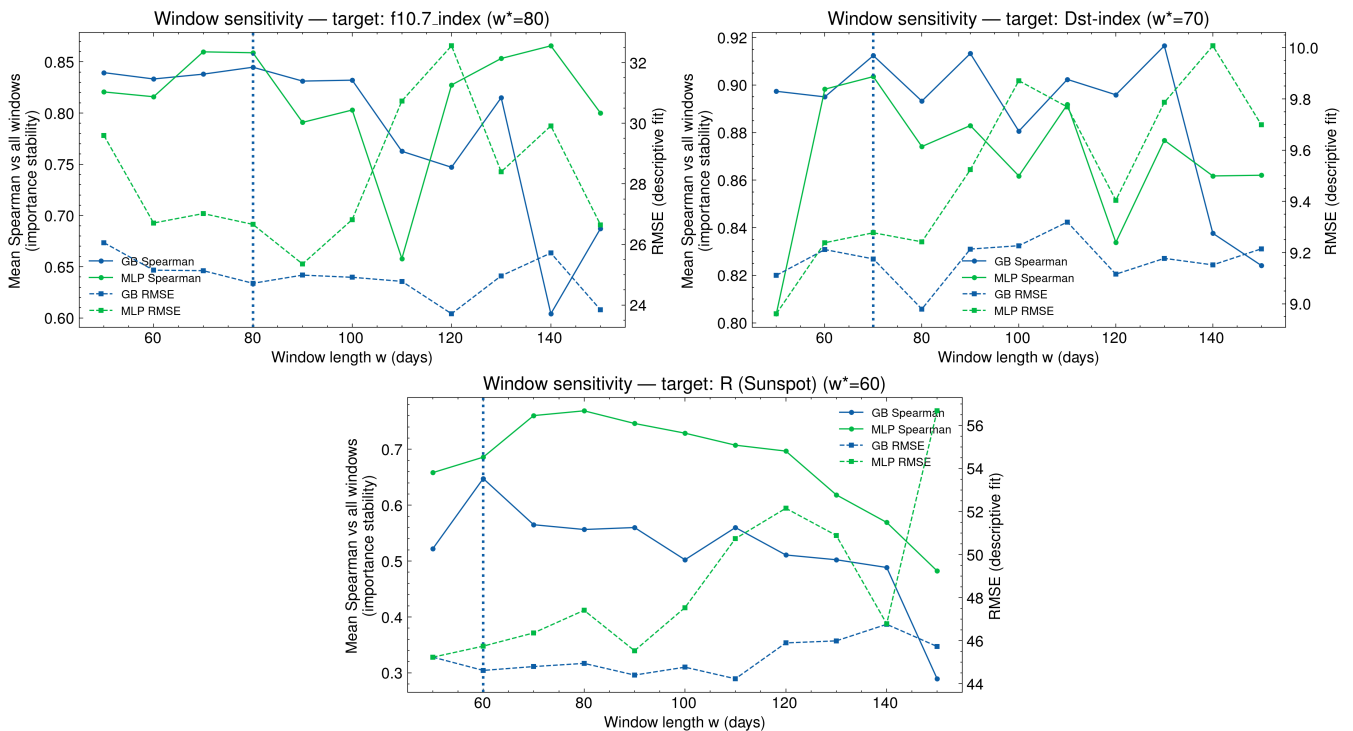 Window sensitivity — target: f10.7_index (w*=80)
Mean Spearman vs all windows
(importance stability)
0.85
0.80
0.75
0.70
0.65
0.60
GB Spearman
MLP Spearman
GB RMSE
MLP RMSE
32
30
28
26
24
RMSE (descriptive fit)
60
80
100
120
140
Window length w (days)
Window sensitivity — target: Dst-index (w*=70)
Mean Spearman vs all windows
(importance stability)
0.92
0.90
0.88
0.86
0.84
0.82
0.80
GB Spearman
MLP Spearman
GB RMSE
MLP RMSE
10.0
9.8
9.6
9.4
9.2
9.0
RMSE (descriptive fit)
60
80
100
120
140
Window length w (days)
Window sensitivity — target: R (Sunspot) (w*=60)
Mean Spearman vs all windows
(importance stability)
0.7
0.6
0.5
0.4
0.3
GB Spearman
MLP Spearman
GB RMSE
MLP RMSE
56
54
52
50
48
46
44
RMSE (descriptive fit)
60
80
100
120
140
Window length w (days)